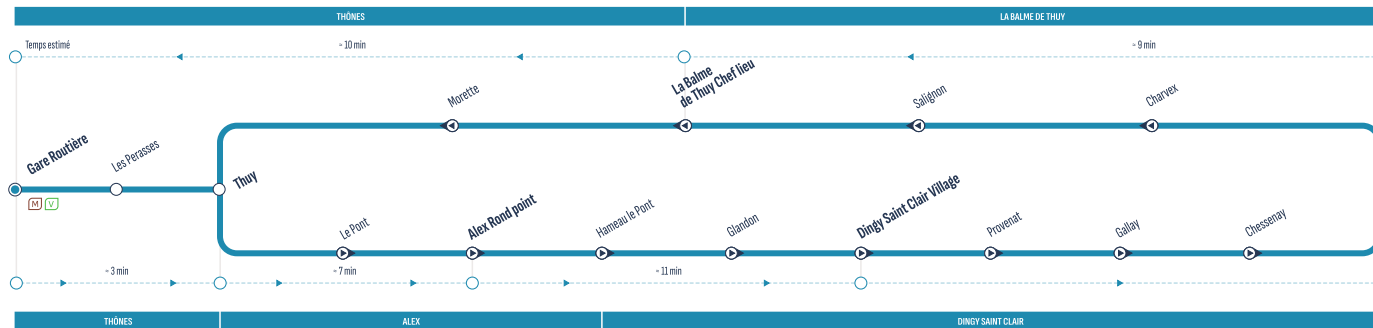 THÔNES
LA BALME DE THUY
Temps estimé
≈ 10 min
≈ 9 min
Morette
La Balme
de Thuy Chef lieu
Salignon
Charvex
Gare Routière
Les Perasses
Thuy
M V
Le Pont
Alex Rond point
Hameau le Pont
Glandon
Dingy Saint Clair Village
Provenat
Gallay
Chessenay
≈ 3 min
≈ 7 min
≈ 11 min
THÔNES
ALEX
DINGY SAINT CLAIR